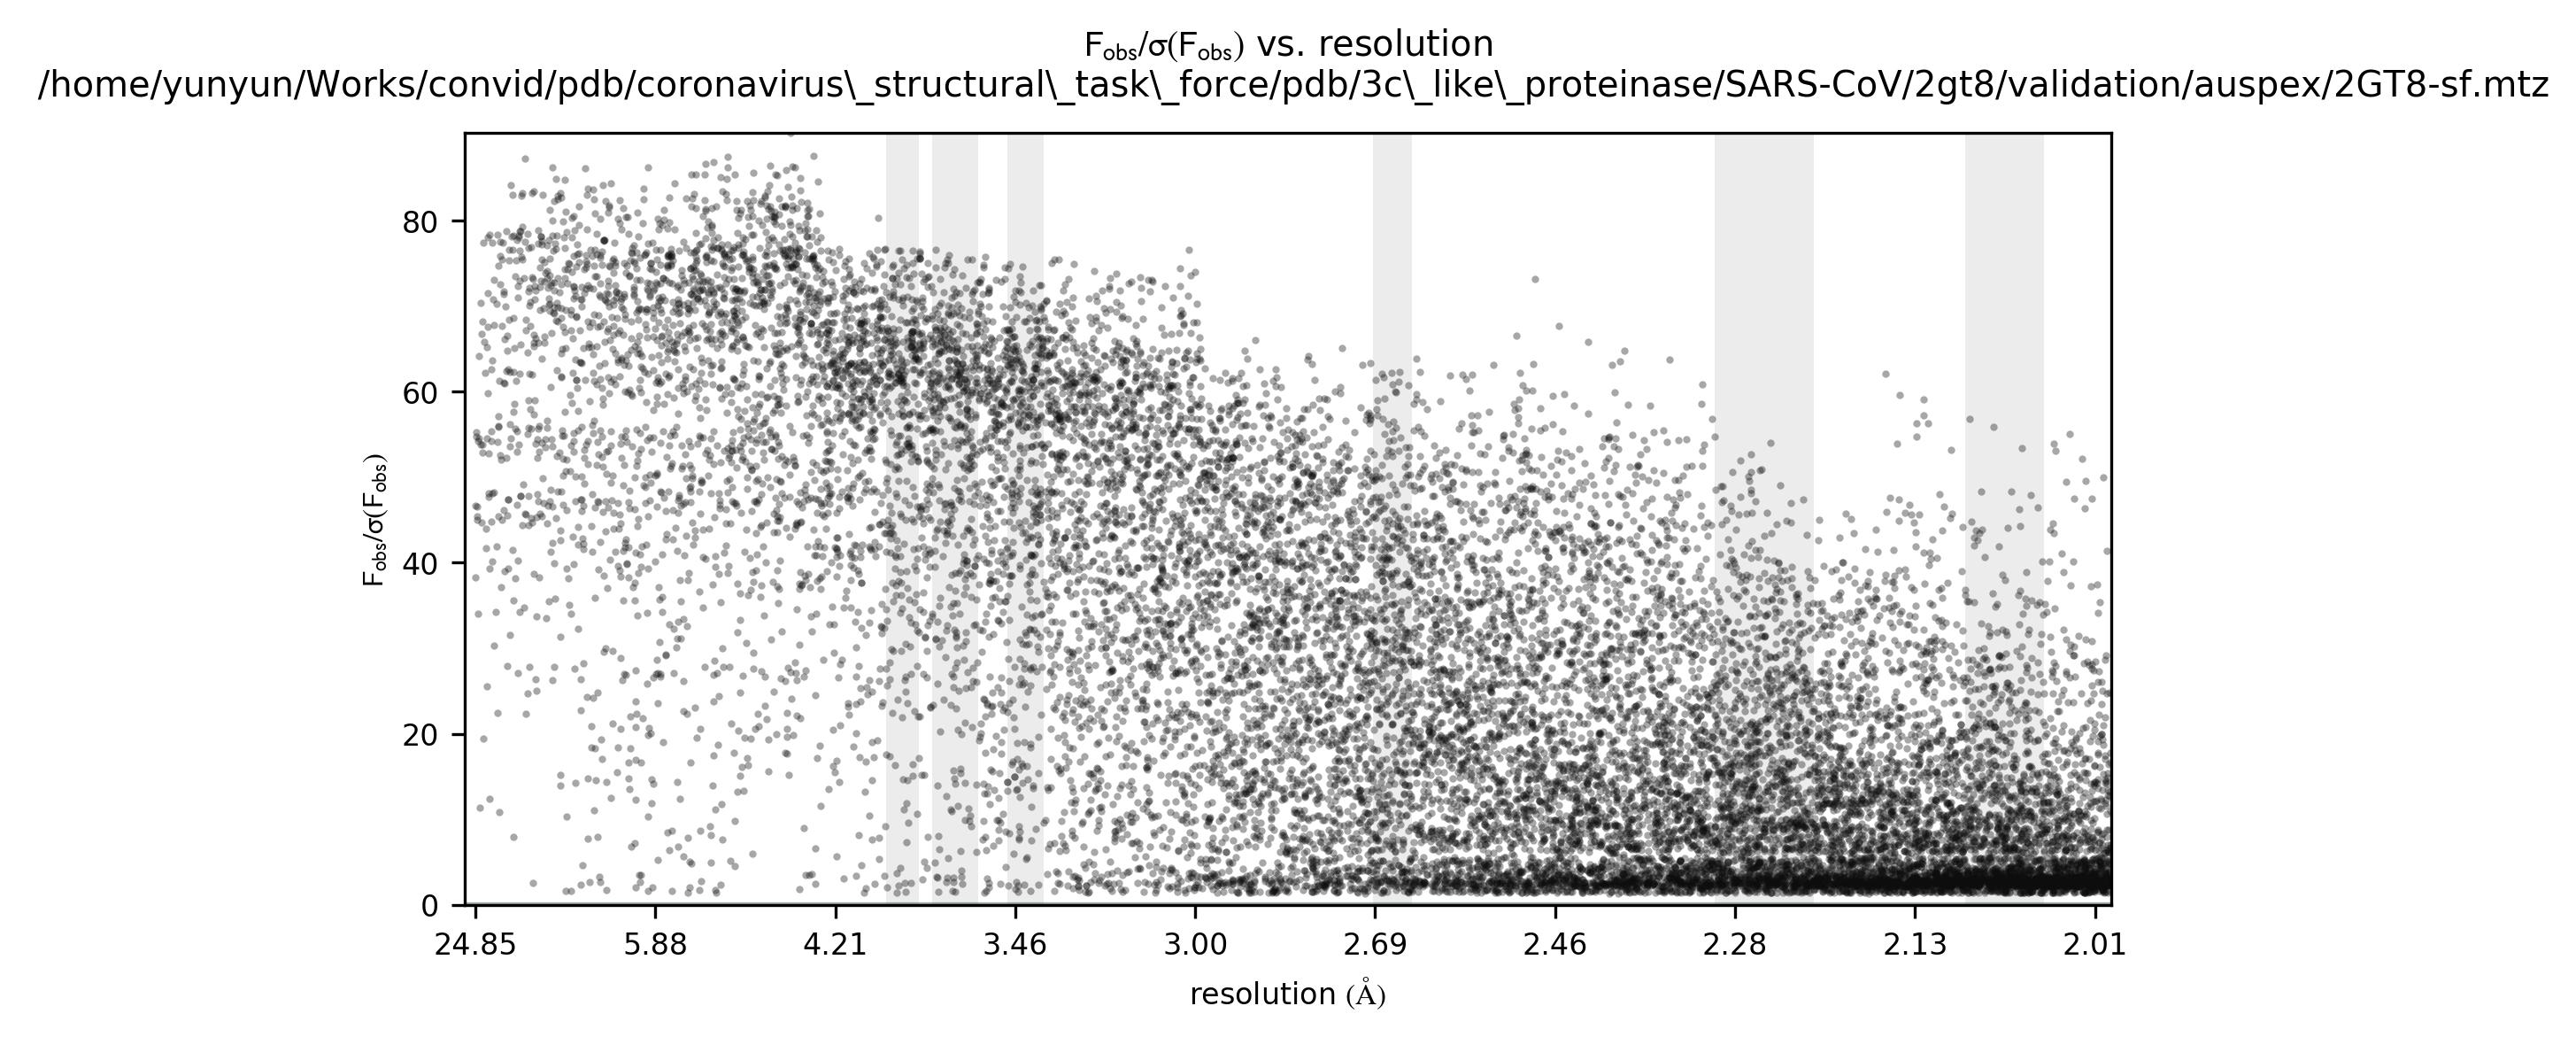 Fobs/σ(Fobs) vs. resolution
/home/yunyun/Works/convid/pdb/coronavirus\_structural\_task\_force/pdb/3c\_like\_proteinase/SARS-CoV/2gt8/validation/auspex/2GT8-sf.mtz
Fobs/σ(Fobs)
80
60
40
20
0
24.85 5.88 4.21 3.46 3.00 2.69 2.46 2.28 2.13 2.01
resolution (Å)